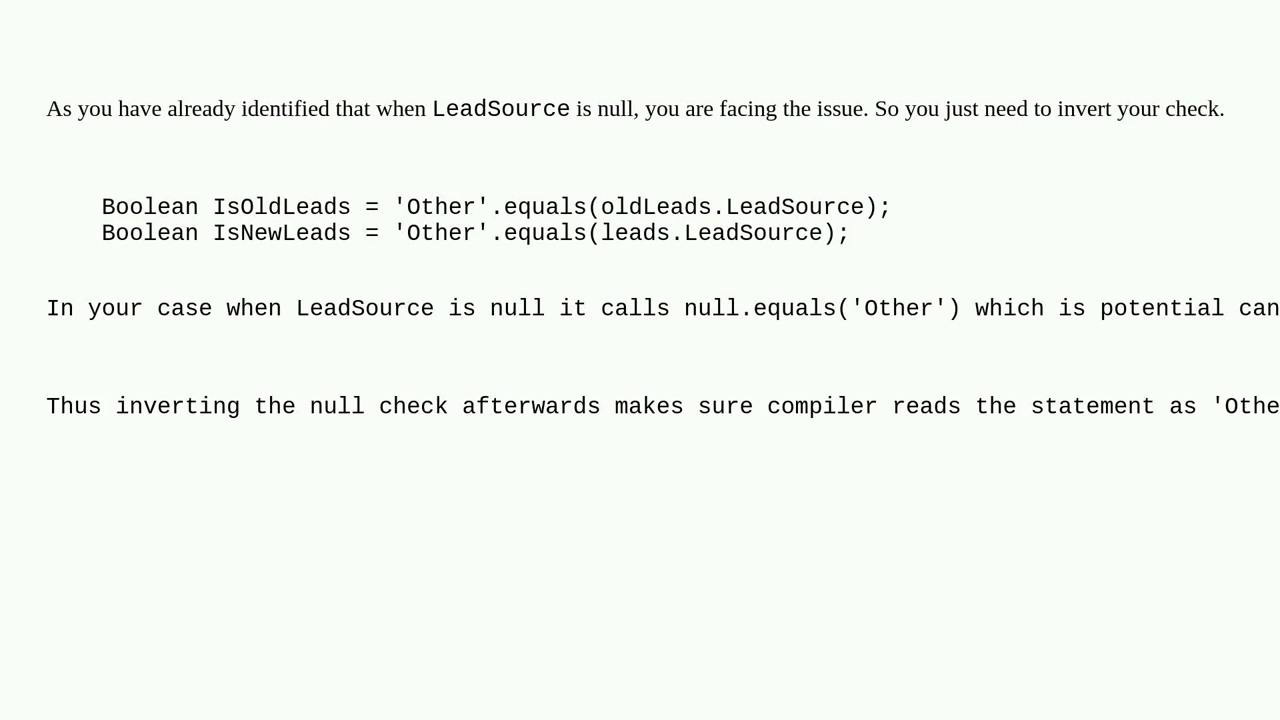 As you have already identified that when LeadSource is null, you are facing the issue. So you just need to invert your check.
Boolean IsOldLeads = 'Other'.equals(oldLeads.LeadSource);
Boolean IsNewLeads = 'Other'.equals(leads.LeadSource);
In your case when LeadSource is null it calls null.equals('Other') which is potential can
Thus inverting the null check afterwards makes sure compiler reads the statement as 'Othe